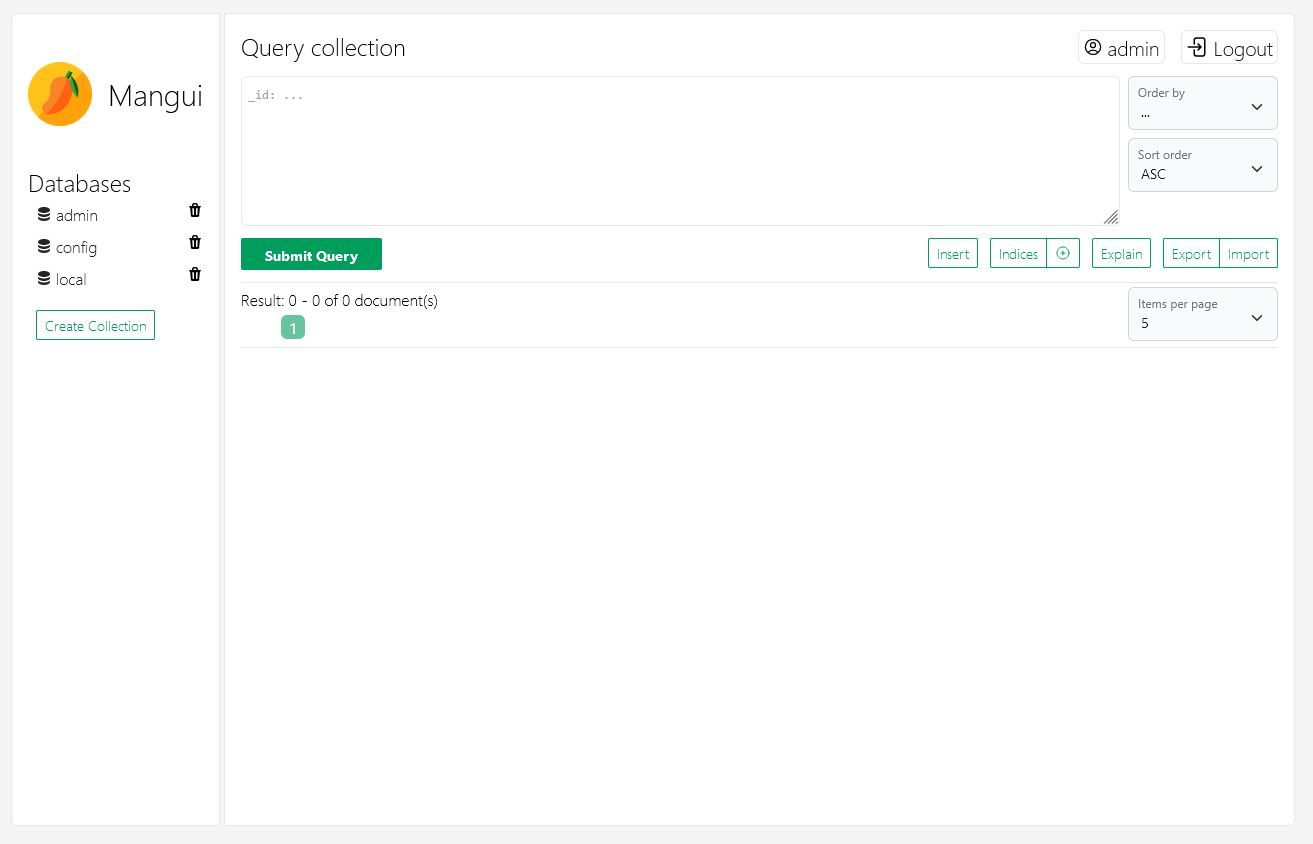 Mangui
Databases
admin
config
local
Create Collection
Query collection
admin
Logout
_id: ...
Order by
...
Sort order
ASC
Submit Query
Insert
Indices
Explain
Export
Import
Result: 0 - 0 of 0 document(s)
1
Items per page
5